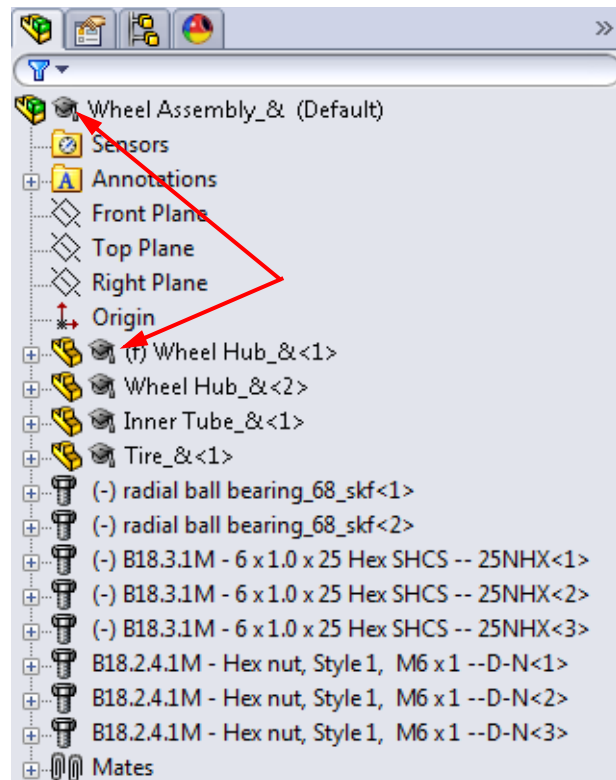 Wheel Assembly_& (Default)
Sensors
A Annotations
Front Plane
Top Plane
Right Plane
Origin
(f) Wheel Hub_&<1>
Wheel Hub_&<2>
Inner Tube_&<1>
Tire_&<1>
(-) radial ball bearing_68_skf<1>
(-) radial ball bearing_68_skf<2>
(-) B18.3.1M - 6 x 1.0 x 25 Hex SHCS -- 25NHX<1>
(-) B18.3.1M - 6 x 1.0 x 25 Hex SHCS -- 25NHX<2>
(-) B18.3.1M - 6 x 1.0 x 25 Hex SHCS -- 25NHX<3>
B18.2.4.1M - Hex nut, Style 1, M6 x 1 --D-N<1>
B18.2.4.1M - Hex nut, Style 1, M6 x 1 --D-N<2>
B18.2.4.1M - Hex nut, Style 1, M6 x 1 --D-N<3>
Mates